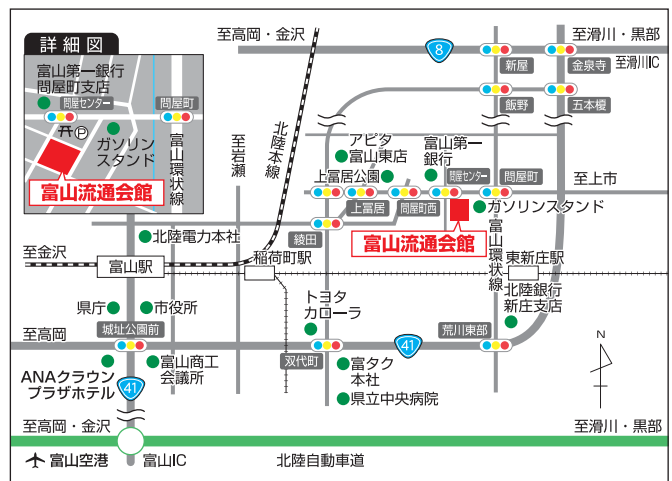 詳細図
富山第一銀行
問屋町支店
問屋センター
問屋町
P
ガソリン
スタンド
富山環状線
富山流通会館
至岩瀬
北陸本線
至高岡・金沢
8
至滑川・黒部
新屋
金泉寺
至滑川IC
飯野
五本榎
アピタ
富山東店
富山第一
銀行
上冨居公園
問屋センター
問屋町
至上市
上冨居
問屋町西
ガソリンスタンド
綾田
富山流通会館
富山環状線
北陸電力本社
至金沢
富山駅
稲荷町駅
東新庄駅
北陸銀行
新庄支店
県庁
市役所
トヨタ
カローラ
至高岡
城址公園前
双代町
41
荒川東部
N
ANAクラウン
プラザホテル
富山商工
会議所
富タク
本社
県立中央病院
41
至高岡・金沢
至滑川・黒部
富山空港
富山IC
北陸自動車道